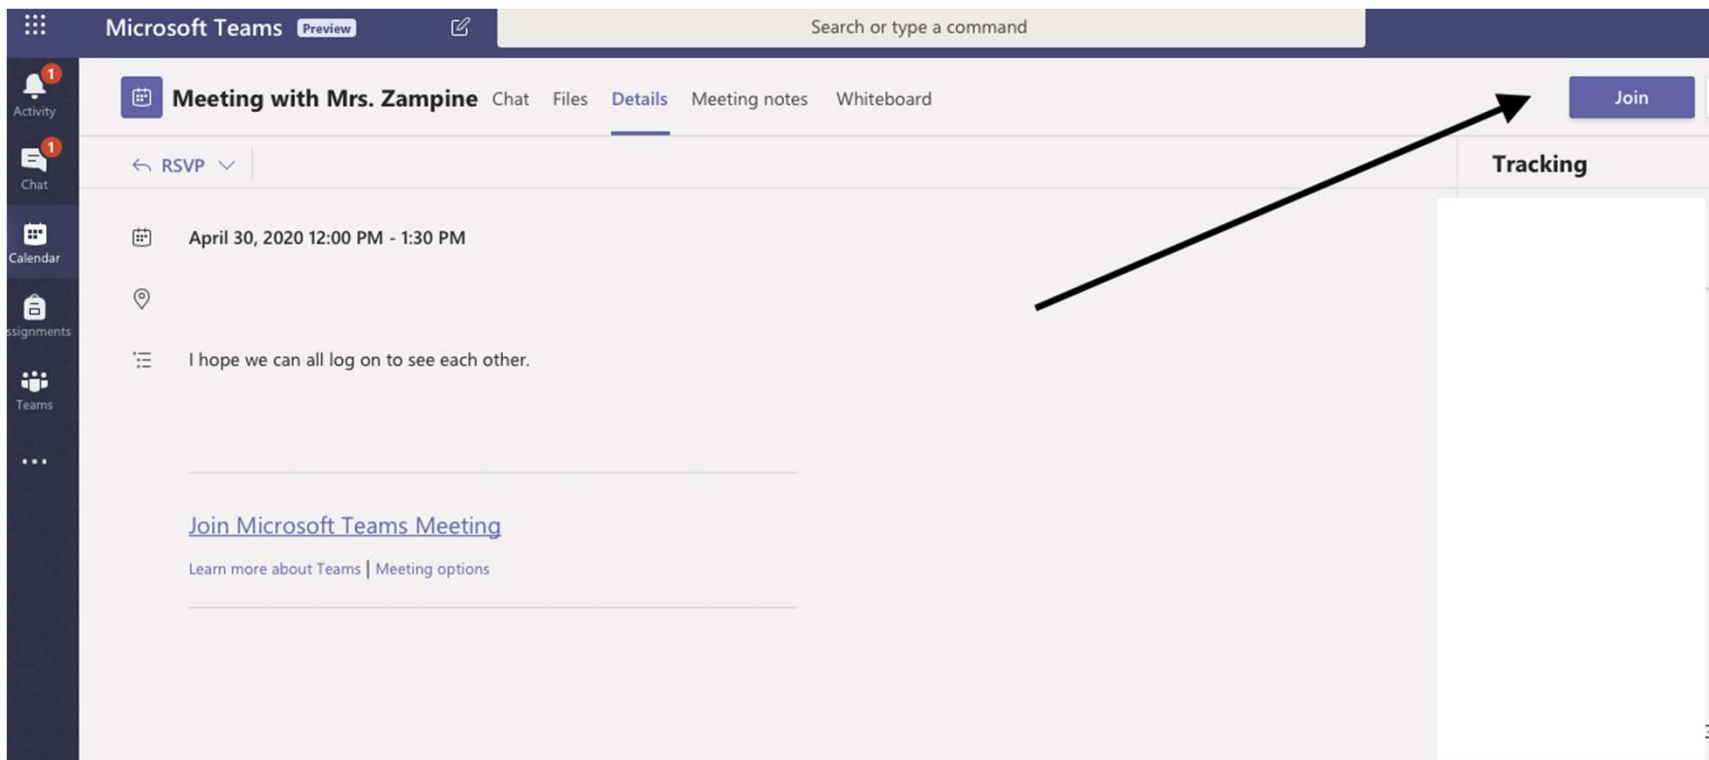 Microsoft Teams Preview
Search or type a command
1
Activity
1
Chat
Calendar
ssignments
Teams
Meeting with Mrs. Zampine Chat Files Details Meeting notes Whiteboard
Join
RSVP
Tracking
April 30, 2020 12:00 PM - 1:30 PM
I hope we can all log on to see each other.
Join Microsoft Teams Meeting
Learn more about Teams | Meeting options